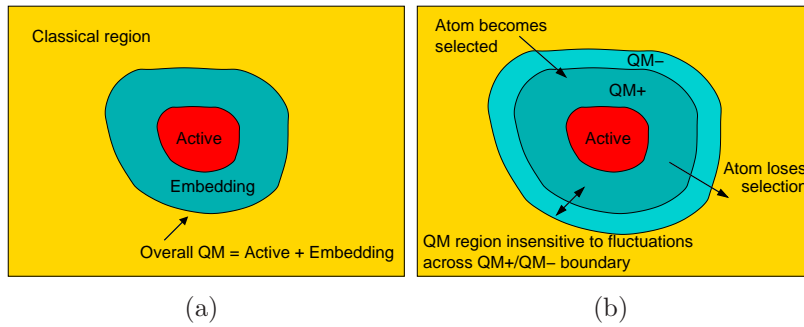 Classical region
Active
Embedding
Overall QM = Active + Embedding
(a)
Atom becomes
selected
QM−
QM+
Active
Atom loses
selection
QM region insensitive to fluctuations
across QM+/QM− boundary
(b)